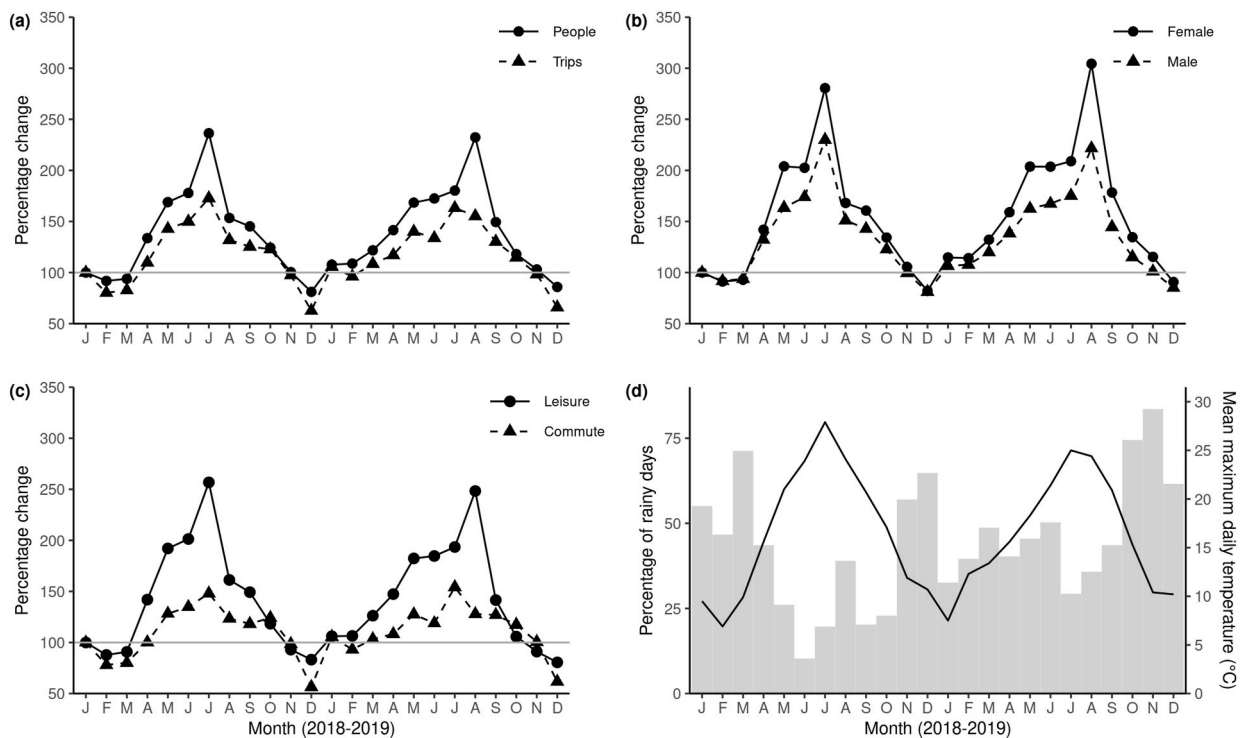 (a)
People
Trips
Percentage change
350
300
250
200
150
100
50
J F M A M J J A S O N D J F M A M J J A S O N D
(b)
Female
Male
Percentage change
350
300
250
200
150
100
50
J F M A M J J A S O N D J F M A M J J A S O N D
(c)
Leisure
Commute
Percentage change
350
300
250
200
150
100
50
J F M A M J J A S O N D J F M A M J J A S O N D
Month (2018-2019)
(d)
Percentage of rainy days
75
50
25
0
Mean maximum daily temperature (°C)
30
25
20
15
10
5
0
J F M A M J J A S O N D J F M A M J J A S O N D
Month (2018-2019)